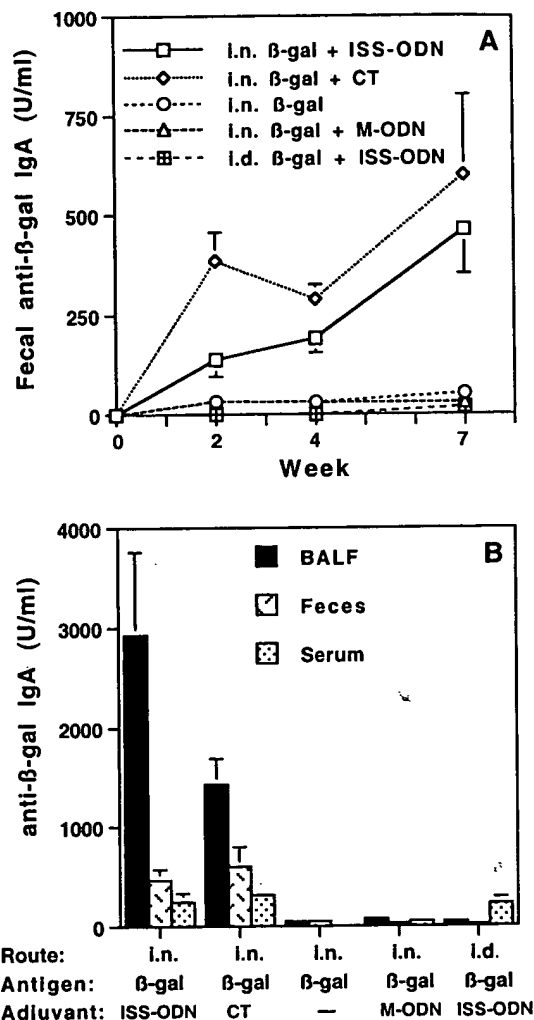 1000
750
500
250
0
Fecal anti-ß-gal IgA (U/ml)
A
i.n. ß-gal + ISS-ODN
i.n. ß-gal + CT
i.n. ß-gal
i.n. ß-gal + M-ODN
i.d. ß-gal + ISS-ODN
0 2 4 7
Week
4000
3000
2000
1000
0
anti-ß-gal IgA (U/ml)
B
BALF
Feces
Serum
Route: i.n. i.n. i.n. i.n. i.d.
Antigen: ß-gal ß-gal ß-gal ß-gal ß-gal
Adjuvant: ISS-ODN CT — M-ODN ISS-ODN